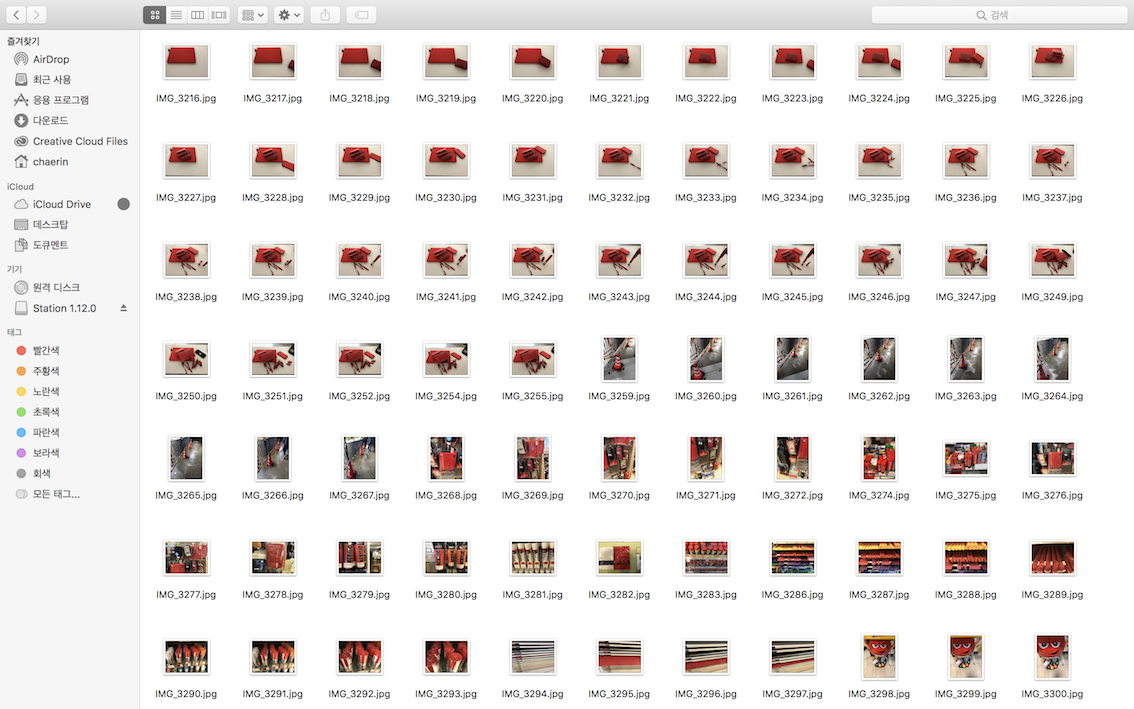 검색
즐겨찾기
AirDrop
최근 사용
응용 프로그램
다운로드
Creative Cloud Files
chaerin
iCloud
iCloud Drive
데스크탑
도큐멘트
기기
원격 디스크
Station 1.12.0
태그
빨간색
주황색
노란색
초록색
파란색
보라색
회색
모든 태그...
IMG_3216.jpg IMG_3217.jpg IMG_3218.jpg IMG_3219.jpg IMG_3220.jpg IMG_3221.jpg IMG_3222.jpg IMG_3223.jpg IMG_3224.jpg IMG_3225.jpg IMG_3226.jpg
IMG_3227.jpg IMG_3228.jpg IMG_3229.jpg IMG_3230.jpg IMG_3231.jpg IMG_3232.jpg IMG_3233.jpg IMG_3234.jpg IMG_3235.jpg IMG_3236.jpg IMG_3237.jpg
IMG_3238.jpg IMG_3239.jpg IMG_3240.jpg IMG_3241.jpg IMG_3242.jpg IMG_3243.jpg IMG_3244.jpg IMG_3245.jpg IMG_3246.jpg IMG_3247.jpg IMG_3249.jpg
IMG_3250.jpg IMG_3251.jpg IMG_3252.jpg IMG_3254.jpg IMG_3255.jpg IMG_3259.jpg IMG_3260.jpg IMG_3261.jpg IMG_3262.jpg IMG_3263.jpg IMG_3264.jpg
IMG_3265.jpg IMG_3266.jpg IMG_3267.jpg IMG_3268.jpg IMG_3269.jpg IMG_3270.jpg IMG_3271.jpg IMG_3272.jpg IMG_3274.jpg IMG_3275.jpg IMG_3276.jpg
IMG_3277.jpg IMG_3278.jpg IMG_3279.jpg IMG_3280.jpg IMG_3281.jpg IMG_3282.jpg IMG_3283.jpg IMG_3286.jpg IMG_3287.jpg IMG_3288.jpg IMG_3289.jpg
IMG_3290.jpg IMG_3291.jpg IMG_3292.jpg IMG_3293.jpg IMG_3294.jpg IMG_3295.jpg IMG_3296.jpg IMG_3297.jpg IMG_3298.jpg IMG_3299.jpg IMG_3300.jpg